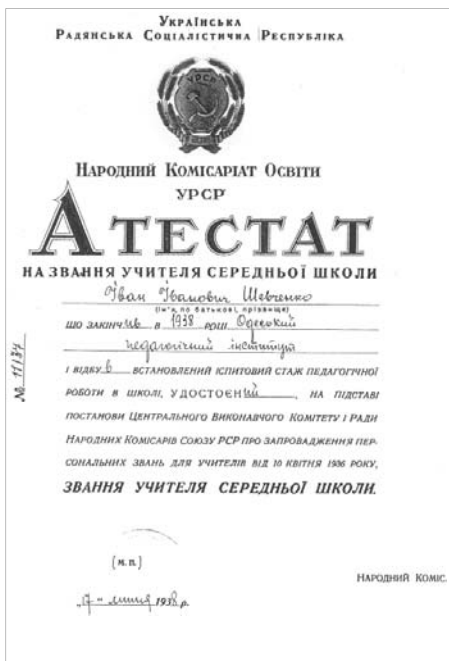 Українська
Радянська Соціалістична Республіка
УРСР
Народний Комісаріат Освіти
УРСР
Атестат
на звання учителя середньої школи
Іван Іванович Шевченко
(ім'я, по батькові, прізвище)
що закінчив в 1938 році Одеський
педагогічний інститут
і відбув встановлений іспитовий стаж педагогічної
роботи в школі, удостоєний, на підставі
постанови Центрального Виконавчого Комітету і Ради
Народних Комісарів Союзу РСР про запровадження пер-
сональних звань для учителів від 10 квітня 1936 року,
звання учителя середньої школи.
№ 11134
(м. п.)
Народний Коміс.
„17" липня 1938 р.